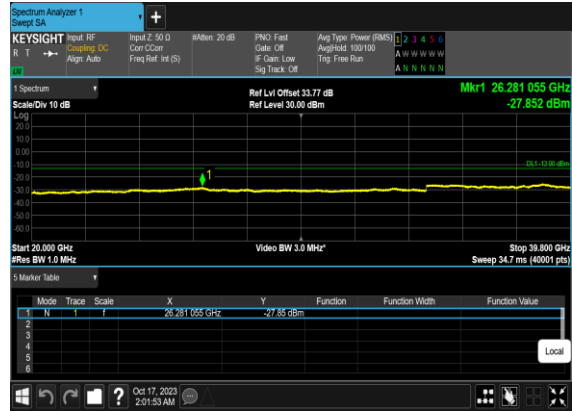 Spectrum Analyzer 1
Swept SA
+
KEYSIGHT Input: RF Input Z: 50 Ω #Atten: 20 dB PNO: Fast Avg Type: Power (RMS) 1 2 3 4 5 6
R T Coupling: DC Corr CCorr Gate: Off Avg|Hold: 100/100 A W W W W W
Align: Auto Freq Ref: Int (S) IF Gain: Low Trig: Free Run
Sig Track: Off A N N N N N
1 Spectrum Ref Lvl Offset 33.77 dB Mkr1 26.281 055 GHz
Scale/Div 10 dB Ref Level 30.00 dBm -27.852 dBm
Log
20.0
10.0
0.00
-10.0 DL1 -13.00 dBm
-20.0 1
-30.0
-40.0
-50.0
-60.0
Start 20.000 GHz Video BW 3.0 MHz* Stop 39.800 GHz
#Res BW 1.0 MHz Sweep 34.7 ms (40001 pts)
5 Marker Table
Mode Trace Scale X Y Function Function Width Function Value
1 N 1 f 26.281 055 GHz -27.85 dBm
2
3
4
5
6
Local
? Oct 17, 2023
2:01:53 AM